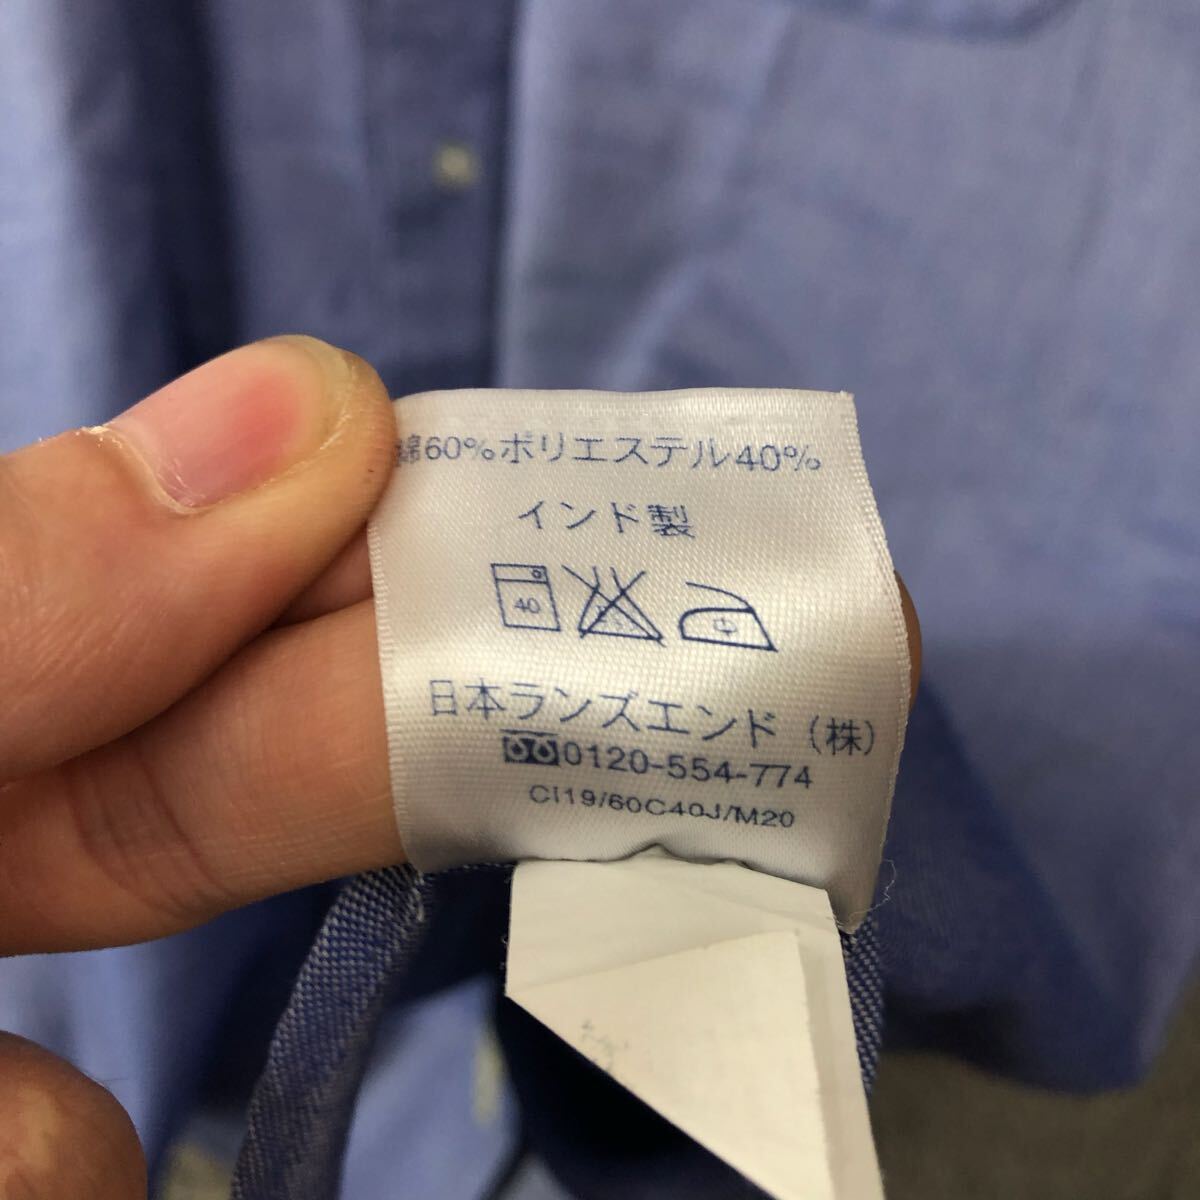 綿60%ポリエステル40%
インド製
40 中
日本ランズエンド(株)
0120-554-774
CI19/60C40J/M20